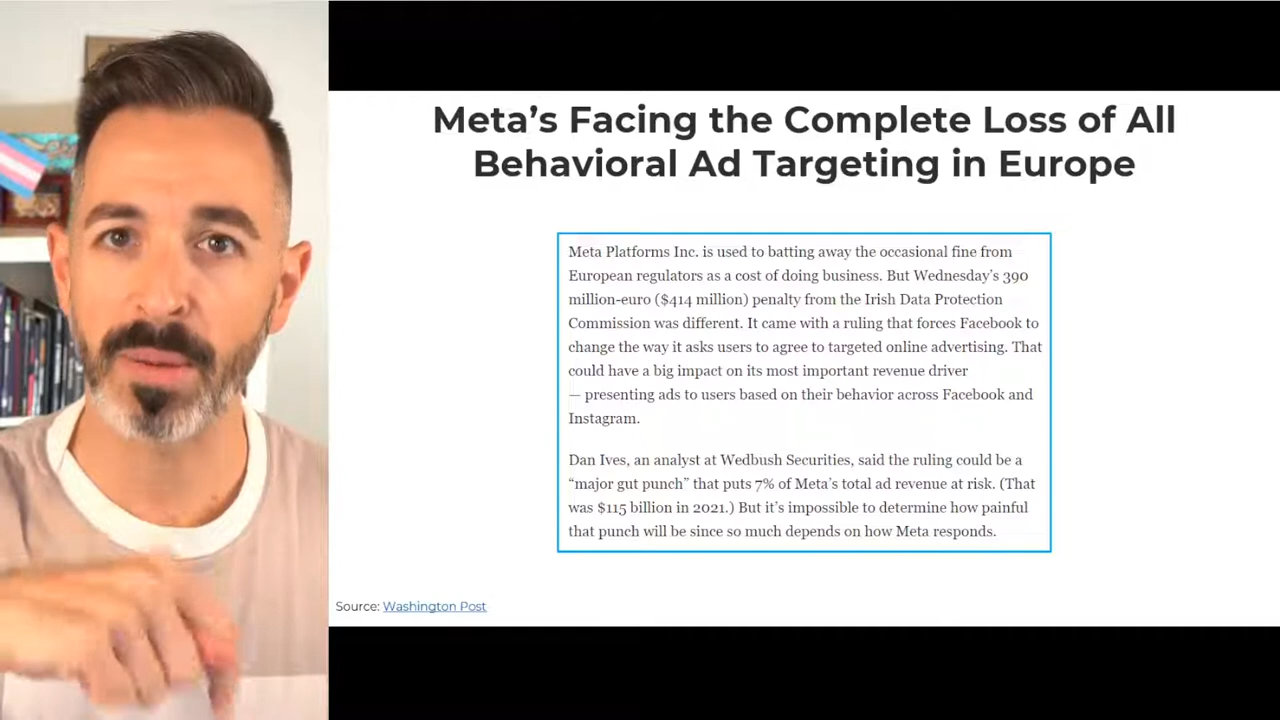 Meta’s Facing the Complete Loss of All
Behavioral Ad Targeting in Europe
Meta Platforms Inc. is used to batting away the occasional fine from
European regulators as a cost of doing business. But Wednesday’s 390
million-euro ($414 million) penalty from the Irish Data Protection
Commission was different. It came with a ruling that forces Facebook to
change the way it asks users to agree to targeted online advertising. That
could have a big impact on its most important revenue driver
— presenting ads to users based on their behavior across Facebook and
Instagram.
Dan Ives, an analyst at Wedbush Securities, said the ruling could be a
“major gut punch” that puts 7% of Meta’s total ad revenue at risk. (That
was $115 billion in 2021.) But it’s impossible to determine how painful
that punch will be since so much depends on how Meta responds.
Source: Washington Post